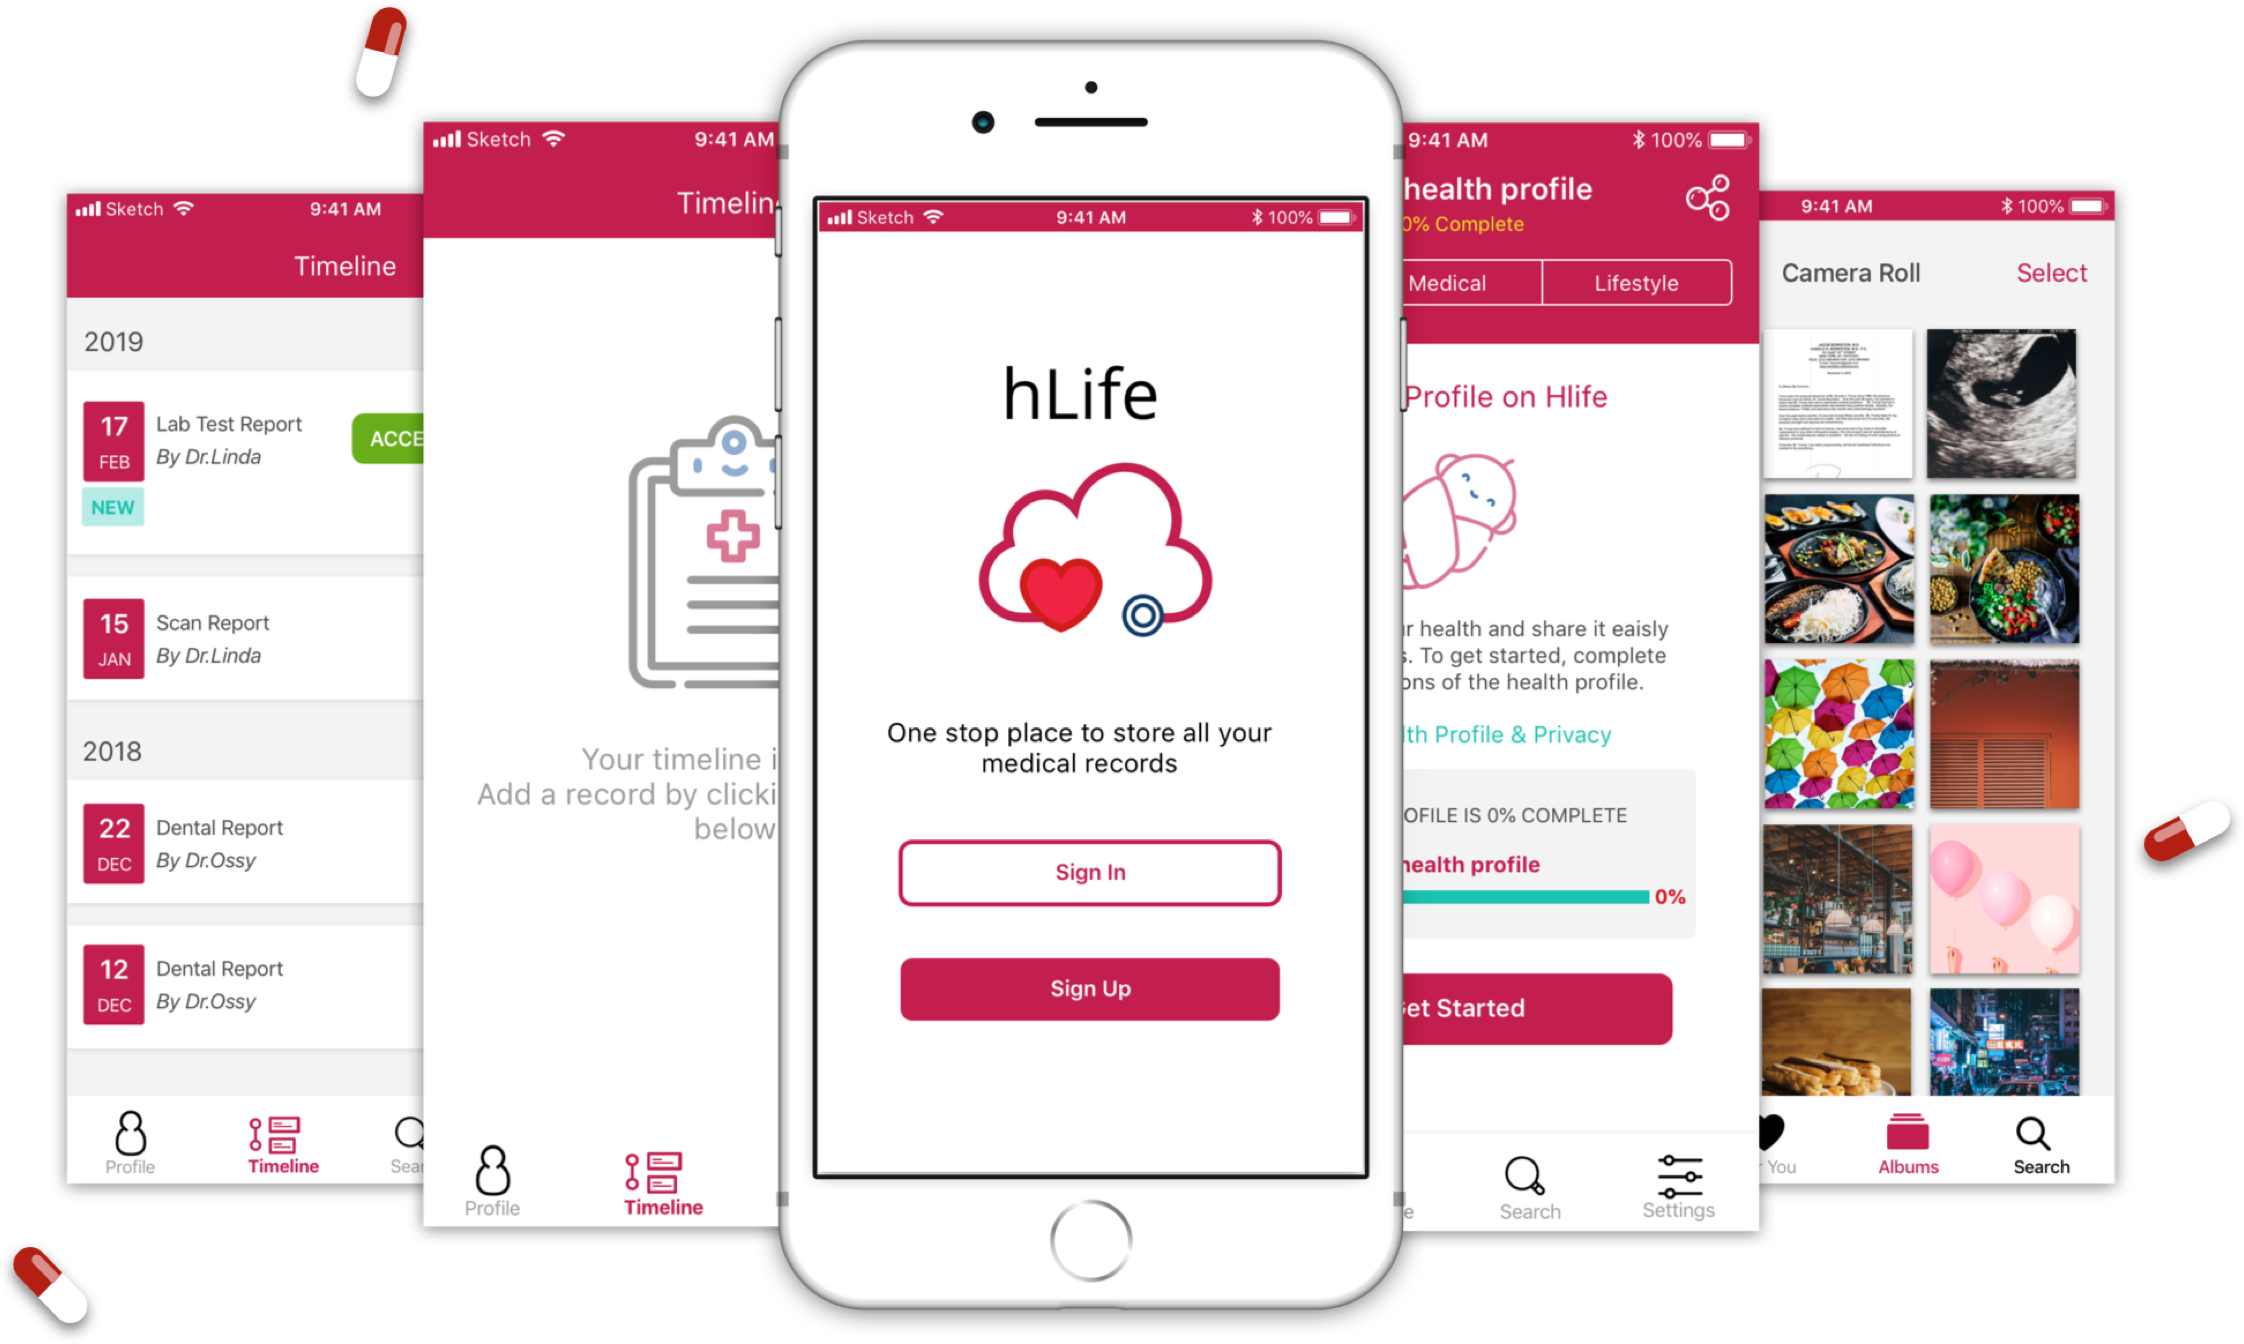 Sketch
9:41 AM
Timeline
2019
17
FEB
Lab Test Report
By Dr.Linda
ACCE
NEW
15
JAN
Scan Report
By Dr.Linda
2018
22
DEC
Dental Report
By Dr.Ossy
12
DEC
Dental Report
By Dr.Ossy
Profile
Timeline
Sear
Sketch
9:41 AM
Timelin
Your timeline i
Add a record by clicki
below
Profile
Timeline
Sketch
9:41 AM
100%
hLife
One stop place to store all your
medical records
Sign In
Sign Up
9:41 AM
100%
health profile
0% Complete
Medical
Lifestyle
Profile on Hlife
r health and share it eaisly
s. To get started, complete
ons of the health profile.
lth Profile & Privacy
OFILE IS 0% COMPLETE
health profile
0%
et Started
e
Search
Settings
9:41 AM
100%
Camera Roll
Select
r You
Albums
Search